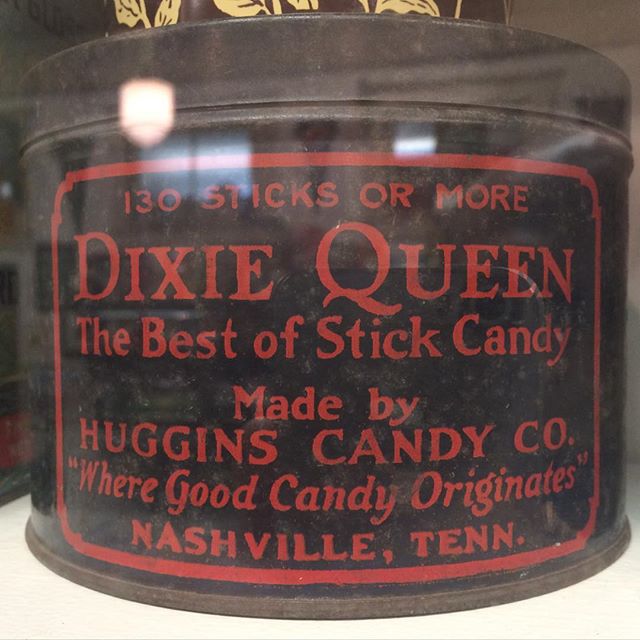 130 STICKS OR MORE
DIXIE QUEEN
The Best of Stick Candy
Made by
HUGGINS CANDY CO.
"Where Good Candy Originates"
NASHVILLE, TENN.